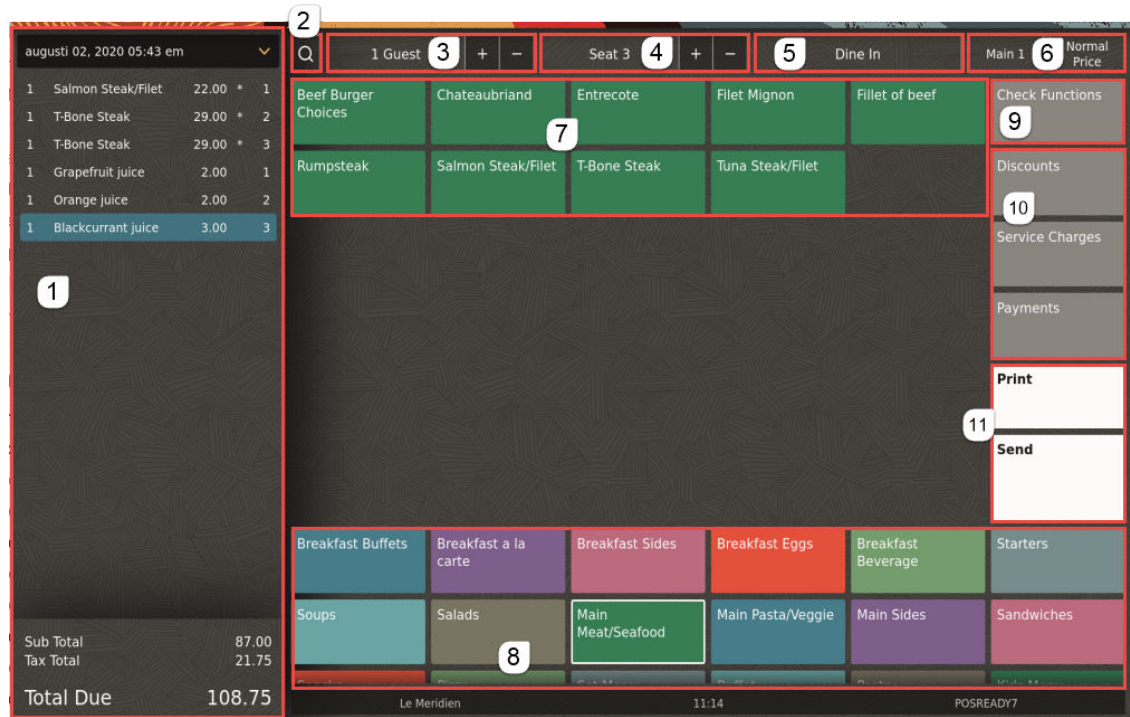 2
augusti 02, 2020 05:43 em
1 Guest 3 + −
Seat 3 4 + −
5 Dine In
Main 1 6 Normal Price
1 Salmon Steak/Filet 22.00 * 1
1 T-Bone Steak 29.00 * 2
1 T-Bone Steak 29.00 * 3
1 Grapefruit juice 2.00 1
1 Orange juice 2.00 2
1 Blackcurrant juice 3.00 3
1
Sub Total 87.00
Tax Total 21.75
Total Due 108.75
Beef Burger
Choices
Chateaubriand
Entrecote
Filet Mignon
Fillet of beef
7
Rumpsteak
Salmon Steak/Filet
T-Bone Steak
Tuna Steak/Filet
Check Functions
9
Discounts
10
Service Charges
Payments
Print
11
Send
Breakfast Buffets
Breakfast a la
carte
Breakfast Sides
Breakfast Eggs
Breakfast
Beverage
Starters
Soups
Salads
Main
Meat/Seafood
Main Pasta/Veggie
Main Sides
Sandwiches
8
Le Meridien 11:14 POSREADY7